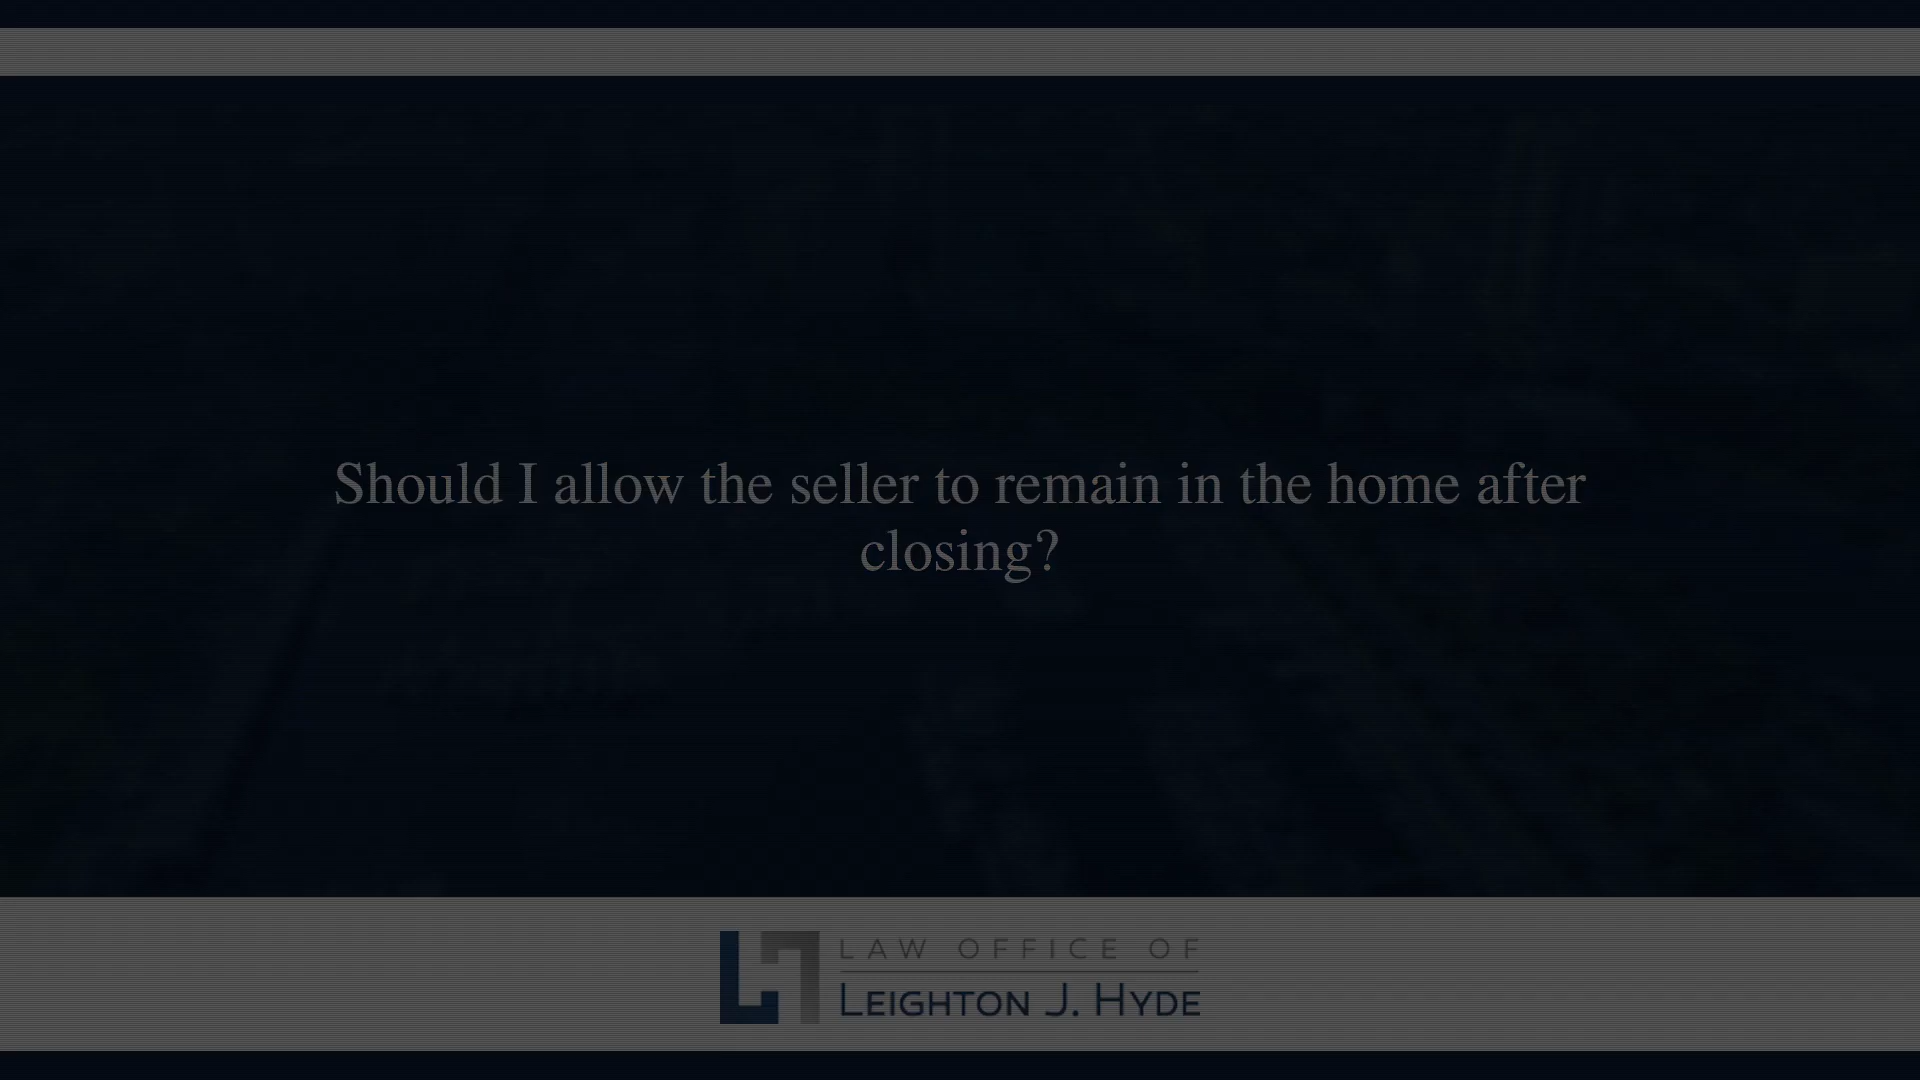 Should I allow the seller to remain in the home after
closing?
LAW OFFICE OF
LEIGHTON J. HYDE